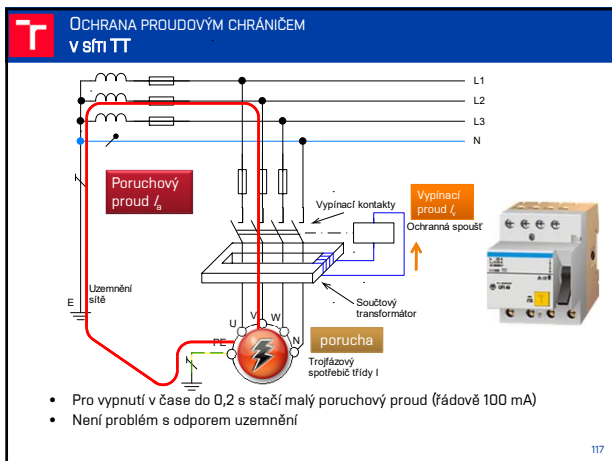 OCHRANA PROUDOVÝM CHRÁNIČEM
V SÍTI TT
L1
L2
L3
N
Poruchový
proud Ia
Vypínací kontakty
Vypínací
proud Iv
Ochranná spoušť
Uzemnění
sítě
E
Součtový
transformátor
U
V
W
N
PE
porucha
Trojfázový
spotřebič třídy I
• Pro vypnutí v čase do 0,2 s stačí malý poruchový proud (řádově 100 mA)
• Není problém s odporem uzemnění
117